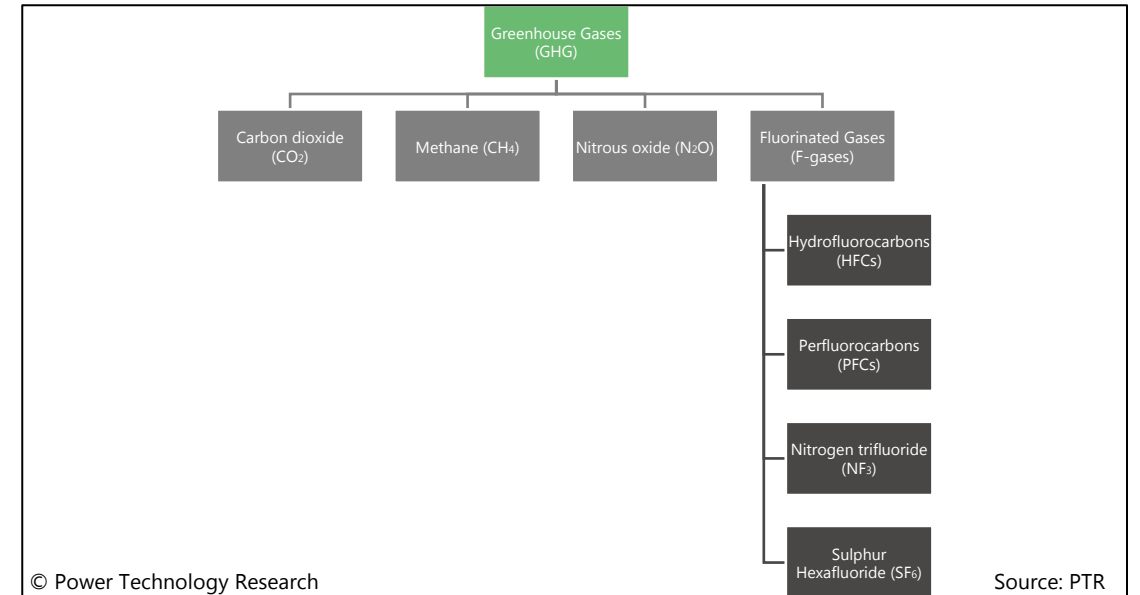 Greenhouse Gases
(GHG)
Carbon dioxide
(CO₂)
Methane (CH₄)
Nitrous oxide (N₂O)
Fluorinated Gases
(F-gases)
Hydrofluorocarbons
(HFCs)
Perfluorocarbons
(PFCs)
Nitrogen trifluoride
(NF₃)
Sulphur
Hexafluoride (SF₆)
© Power Technology Research
Source: PTR